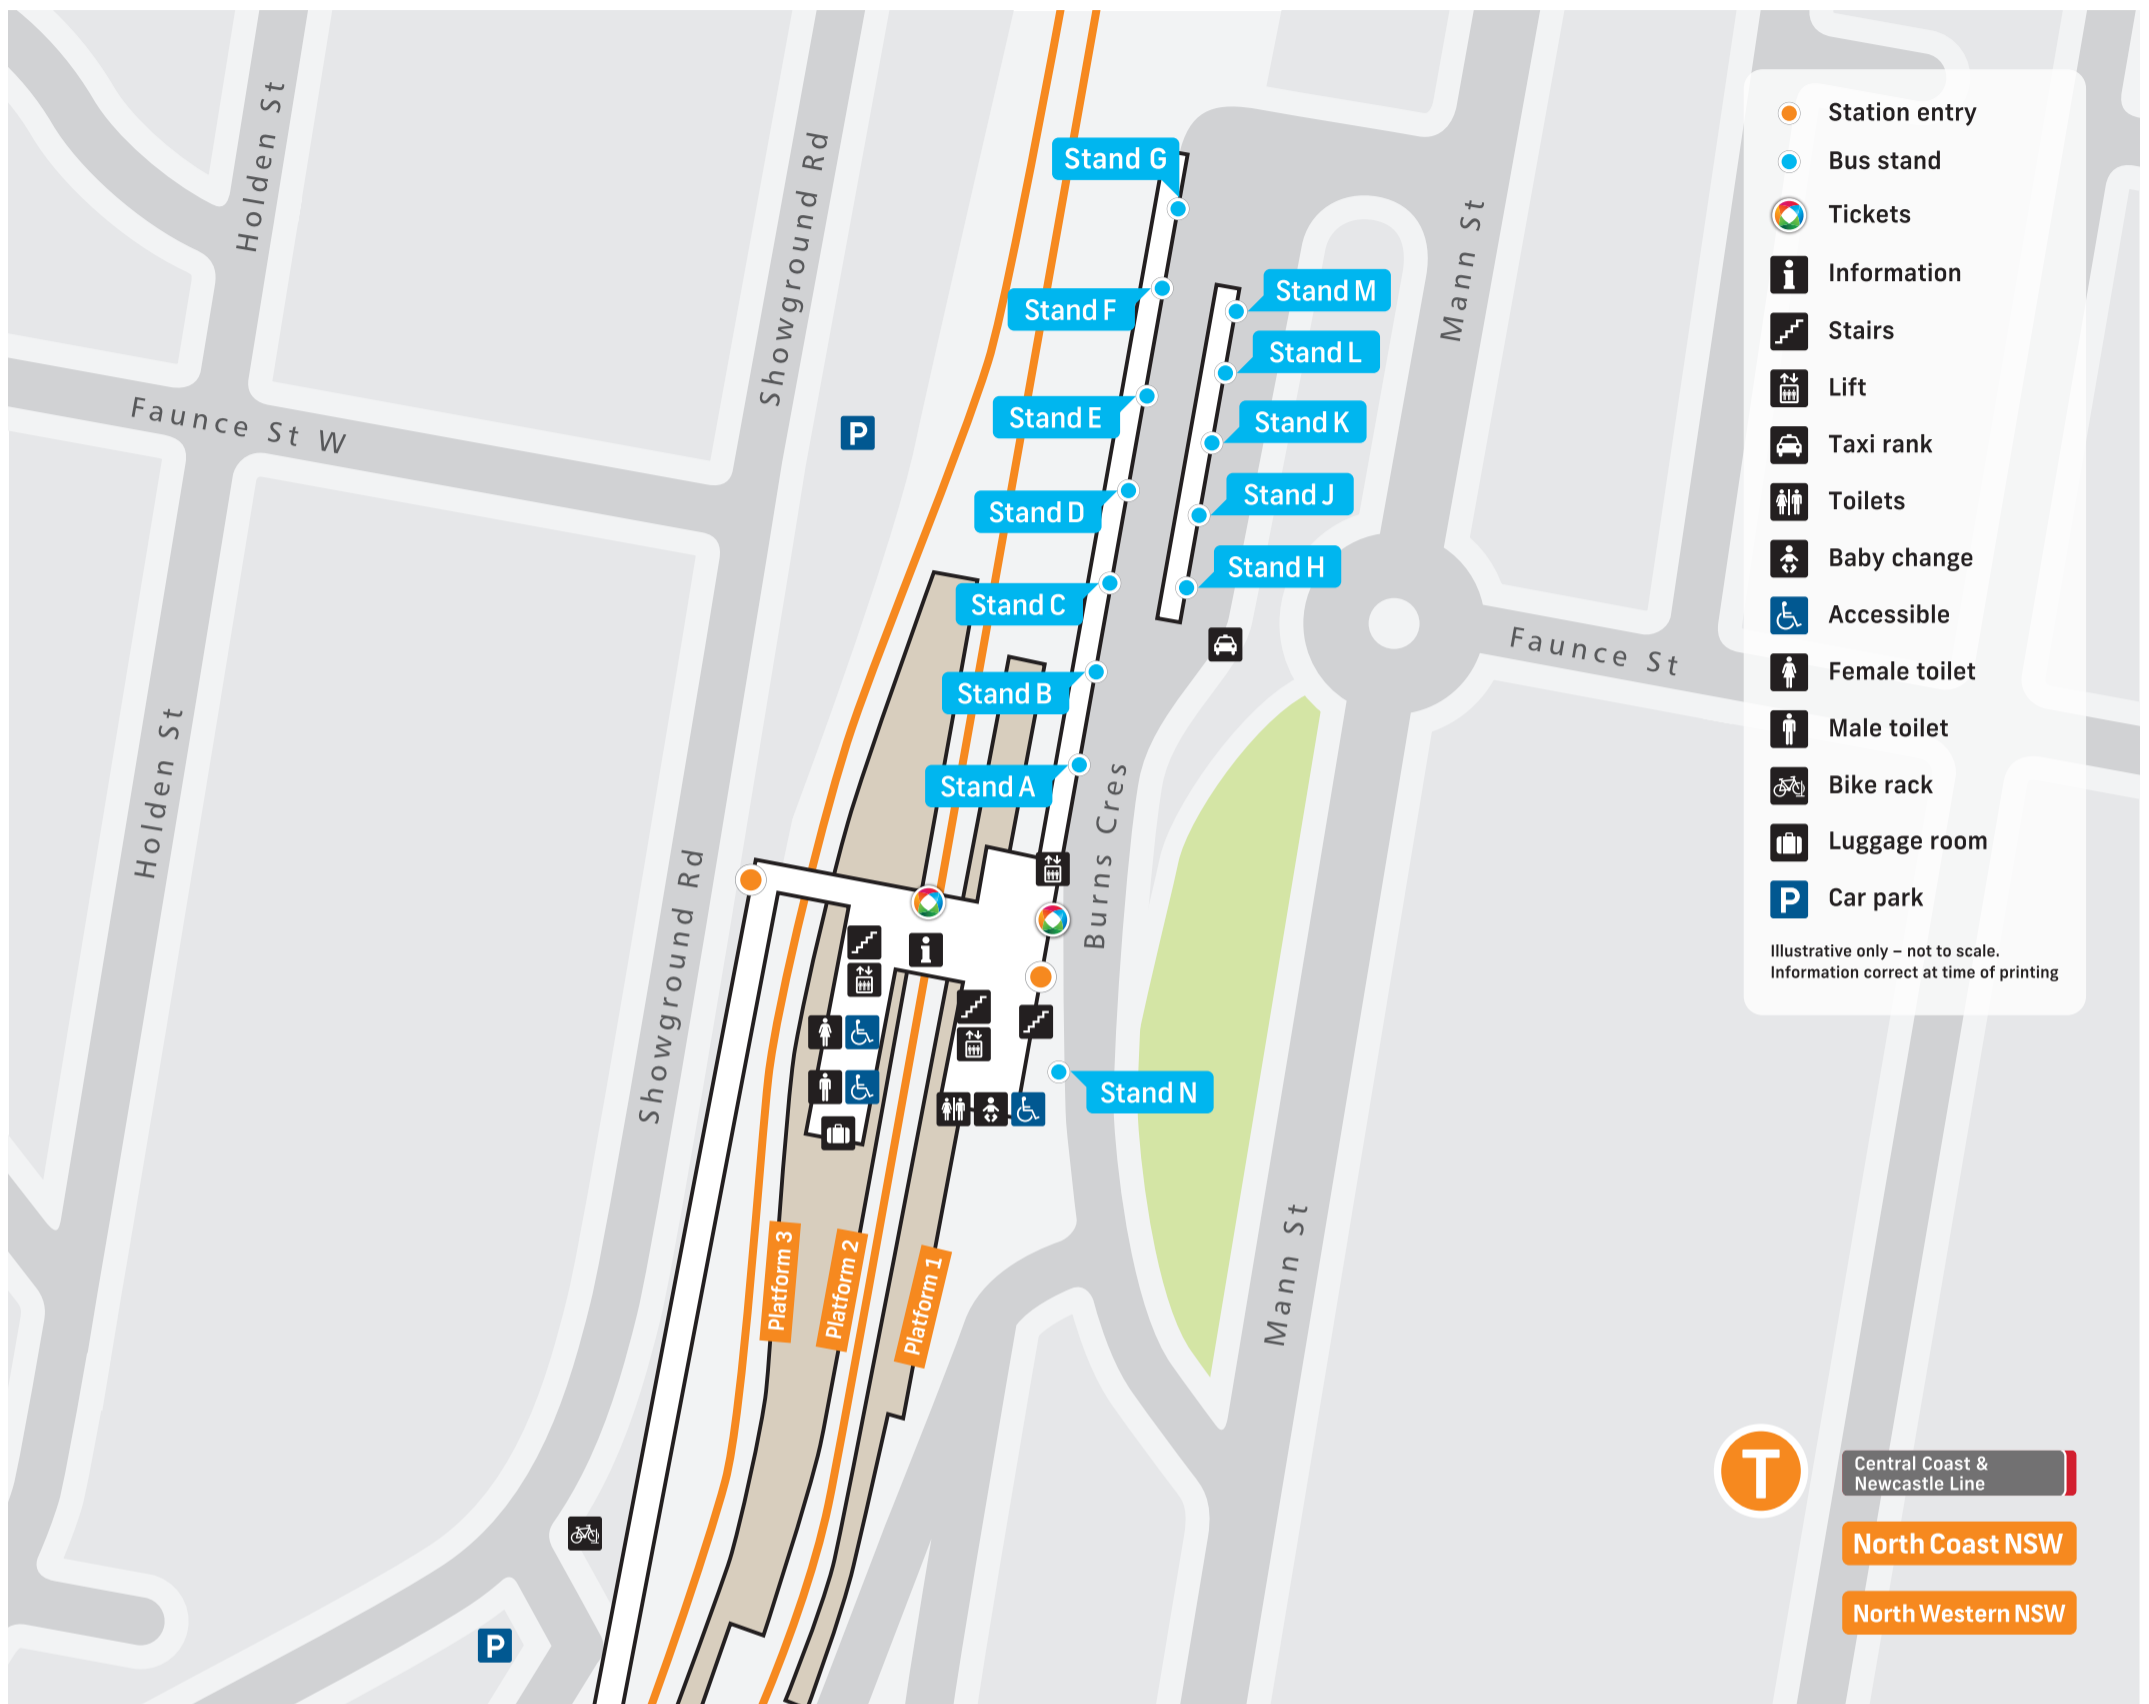 Holden St
Showground Rd
Faunce St W
Stand G
Stand F
Stand E
Stand D
Stand C
Stand B
Stand A
Stand M
Stand L
Stand K
Stand J
Stand H
Mann St
Faunce St
Holden St
Showground Rd
Burns Cres
Stand N
Platform 3
Platform 2
Platform 1
Mann St
P
P
Station entry
Bus stand
Tickets
Information
Stairs
Lift
Taxi rank
Toilets
Baby change
Accessible
Female toilet
Male toilet
Bike rack
Luggage room
P Car park
Illustrative only – not to scale.
Information correct at time of printing
T
Central Coast &
Newcastle Line
North Coast NSW
North Western NSW